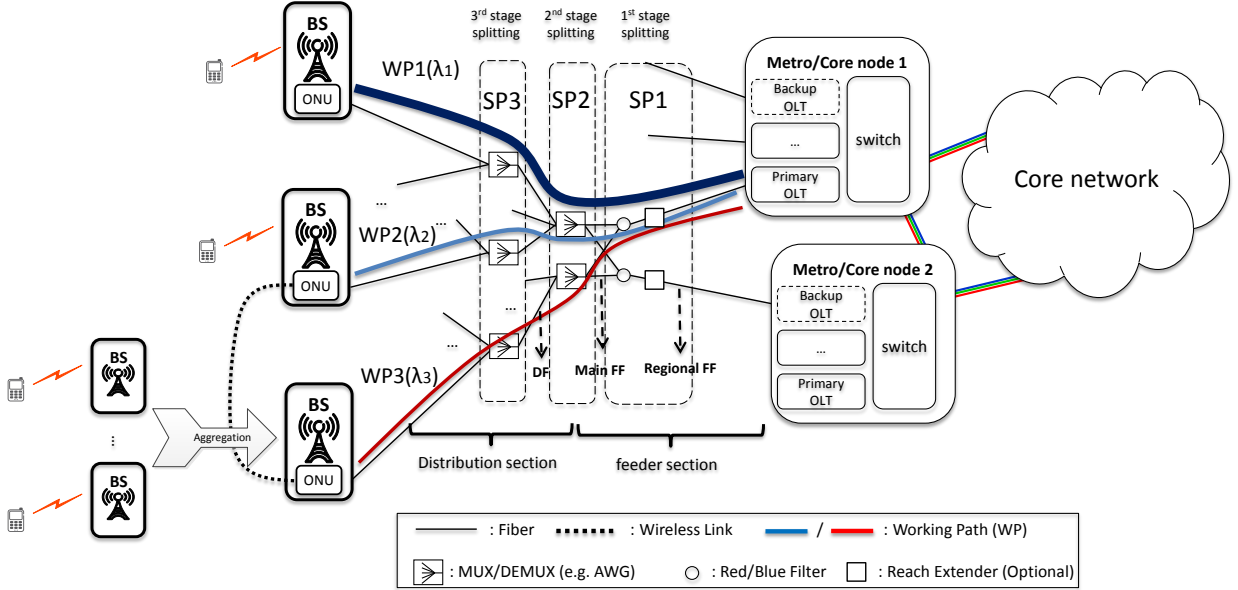 3rd stage
splitting
2nd stage
splitting
1st stage
splitting
BS
ONU
WP1(λ1)
SP3
SP2
SP1
Metro/Core node 1
Backup
OLT
...
Primary
OLT
switch
Core network
BS
ONU
WP2(λ2)
...
...
...
Metro/Core node 2
Backup
OLT
...
Primary
OLT
switch
BS
...
BS
Aggregation
BS
ONU
WP3(λ3)
...
...
DF
Main FF
Regional FF
Distribution section
feeder section
: Fiber
: Wireless Link
/
: Working Path (WP)
: MUX/DEMUX (e.g. AWG)
: Red/Blue Filter
: Reach Extender (Optional)